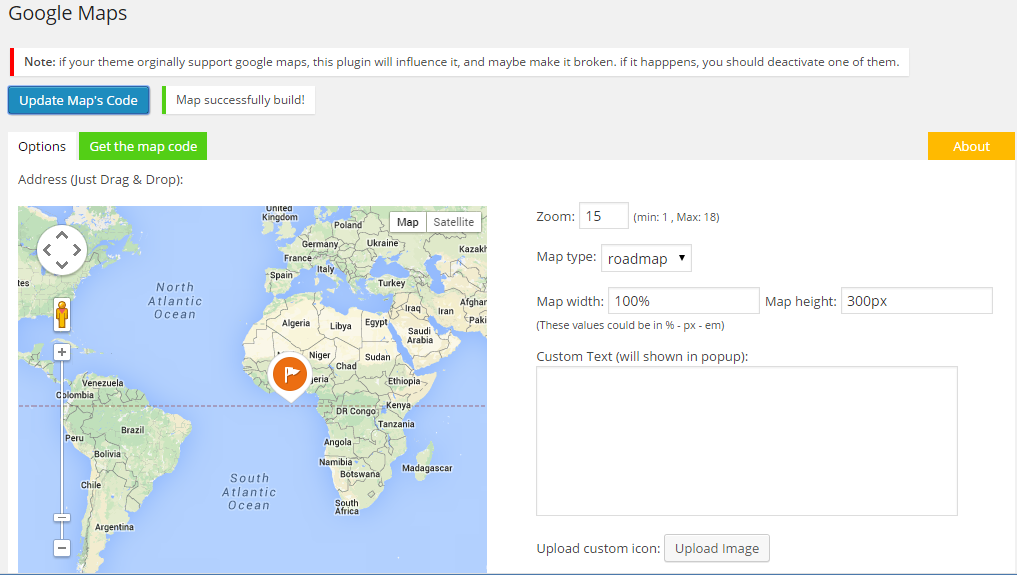 Google Maps
Note: if your theme orginally support google maps, this plugin will influence it, and maybe make it broken. if it happpens, you should deactivate one of them.
Update Map's Code
Map successfully build!
Options
Get the map code
About
Address (Just Drag & Drop):
Map
Satellite
United
Kingdom
Poland
Germany
Ukraine
Kazakh
France
Italy
Spain
Turkey
tes
North
Atlantic
Ocean
Iraq
Iran
Afghan
Paki
Algeria
Libya
Egypt
Saudi
Arabia
Niger
Chad
Sudan
geria
Ethiopia
Venezuela
Colombia
Kenya
DR Congo
Tanzania
Brazil
Peru
Bolivia
Angola
Namibia
Botswana
Madagascar
Chile
South
Atlantic
Ocean
South
Africa
Argentina
Zoom: 15 (min: 1 , Max: 18)
Map type: roadmap
Map width: 100% Map height: 300px
(These values could be in % - px - em)
Custom Text (will shown in popup):
Upload custom icon: Upload Image